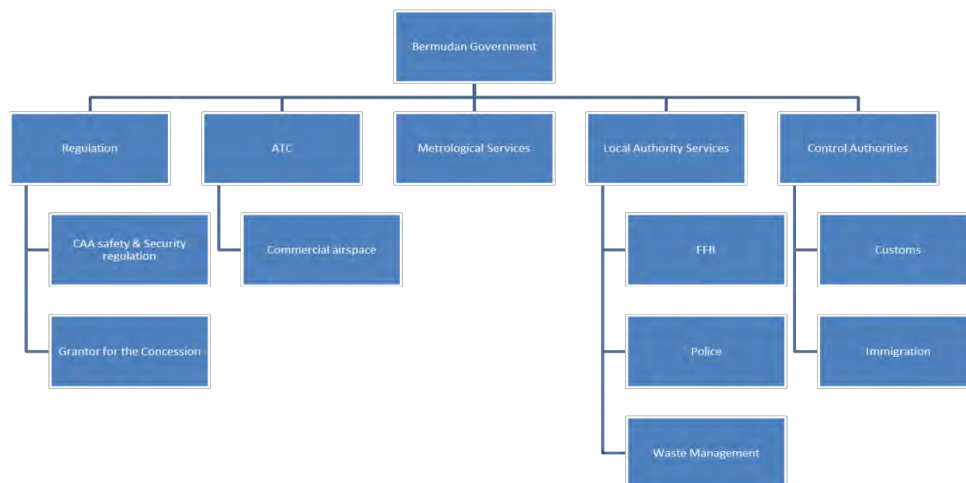 Bermudan Government
Regulation
ATC
Metrological Services
Local Authority Services
Control Authorities
CAA safety & Security
regulation
Commercial airspace
FFR
Customs
Grantor for the Concession
Police
Immigration
Waste Management